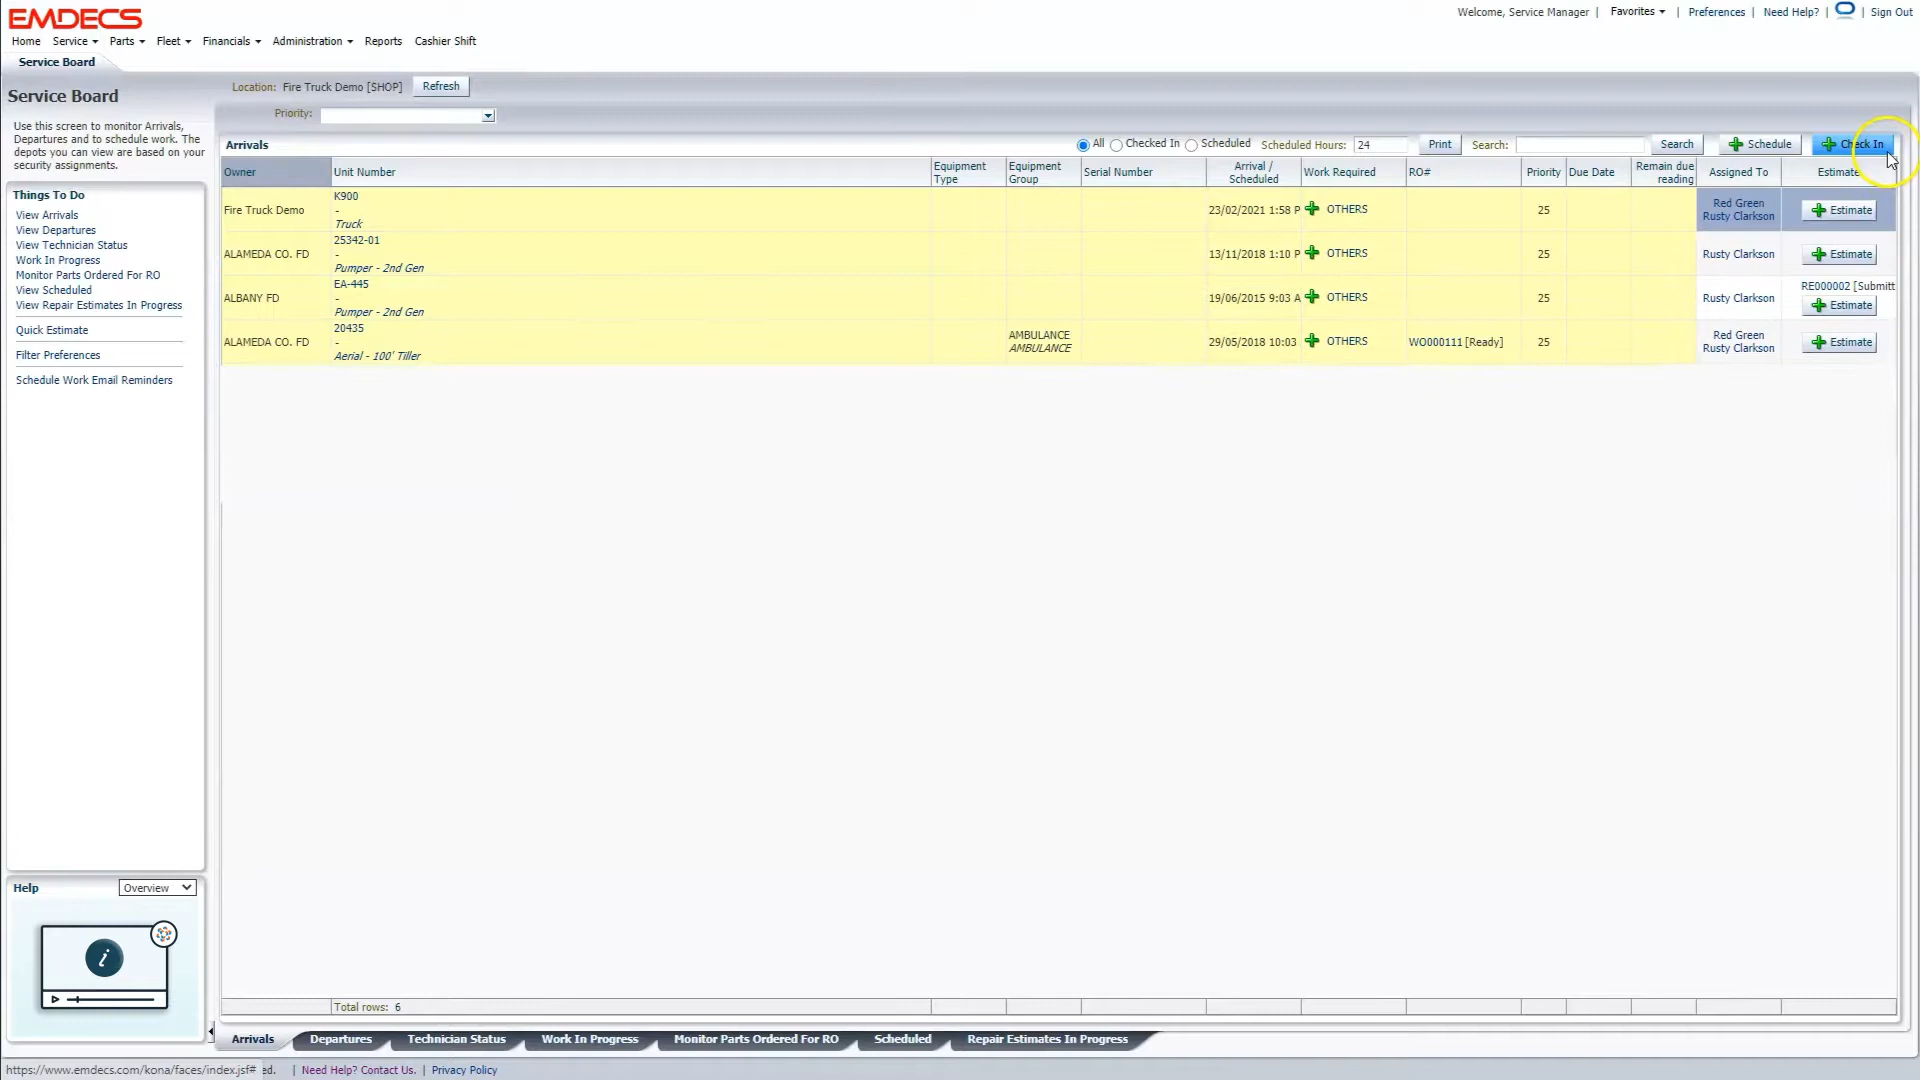 EMDECS
Welcome, Service Manager | Favorites | Preferences | Need Help? | | Sign Out
Home Service Parts Fleet Financials Administration Reports Cashier Shift
Service Board
Service Board
Use this screen to monitor Arrivals,
Departures and to schedule work. The
depots you can view are based on your
security assignments.
Things To Do
View Arrivals
View Departures
View Technician Status
Work In Progress
Monitor Parts Ordered For RO
View Scheduled
View Repair Estimates In Progress
Quick Estimate
Filter Preferences
Schedule Work Email Reminders
Help Overview
i
Location: Fire Truck Demo [SHOP] Refresh
Priority:
Arrivals All Checked In Scheduled Scheduled Hours: 24 Print Search: Search Schedule Check In
Owner Unit Number Equipment Type Equipment Group Serial Number Arrival / Scheduled Work Required RO# Priority Due Date Remain due reading Assigned To Estimate
Fire Truck Demo K900 - Truck 23/02/2021 1:58 P OTHERS 25 Red Green Rusty Clarkson Estimate
ALAMEDA CO. FD 25342-01 - Pumper - 2nd Gen 13/11/2018 1:10 P OTHERS 25 Rusty Clarkson Estimate
ALBANY FD EA-445 - Pumper - 2nd Gen 19/06/2015 9:03 A OTHERS 25 Rusty Clarkson RE000002 [Submitt Estimate
ALAMEDA CO. FD 20435 - Aerial - 100' Tiller AMBULANCE AMBULANCE 29/05/2018 10:03 OTHERS WO000111 [Ready] 25 Red Green Rusty Clarkson Estimate
Total rows: 6
Arrivals Departures Technician Status Work In Progress Monitor Parts Ordered For RO Scheduled Repair Estimates In Progress
https://www.emdecs.com/kona/faces/index.jsf# ed. | Need Help? Contact Us. | Privacy Policy